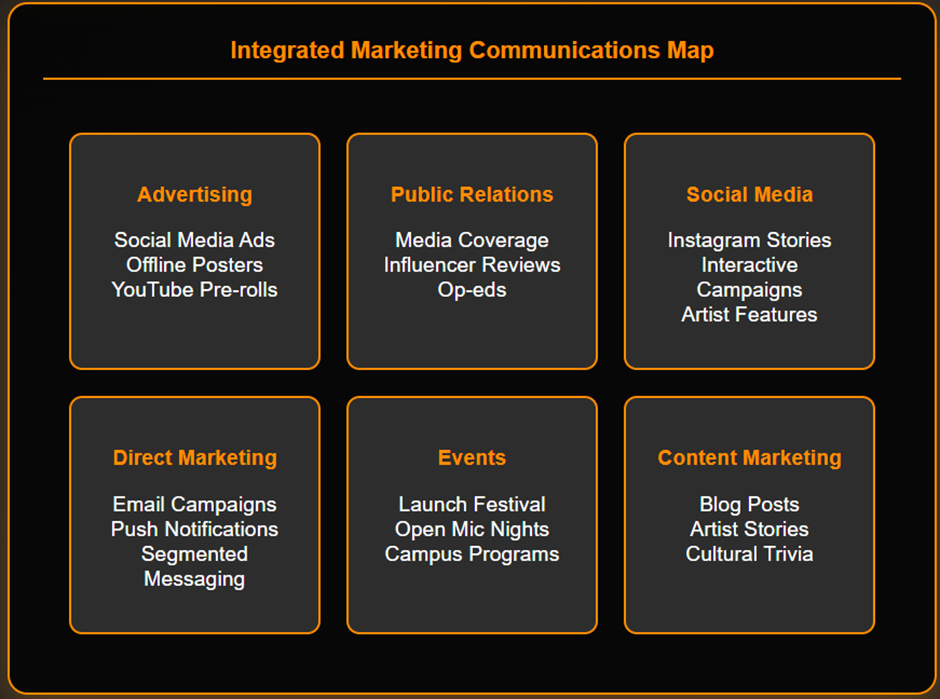 Integrated Marketing Communications Map
Advertising
Social Media Ads
Offline Posters
YouTube Pre-rolls
Public Relations
Media Coverage
Influencer Reviews
Op-eds
Social Media
Instagram Stories
Interactive
Campaigns
Artist Features
Direct Marketing
Email Campaigns
Push Notifications
Segmented
Messaging
Events
Launch Festival
Open Mic Nights
Campus Programs
Content Marketing
Blog Posts
Artist Stories
Cultural Trivia